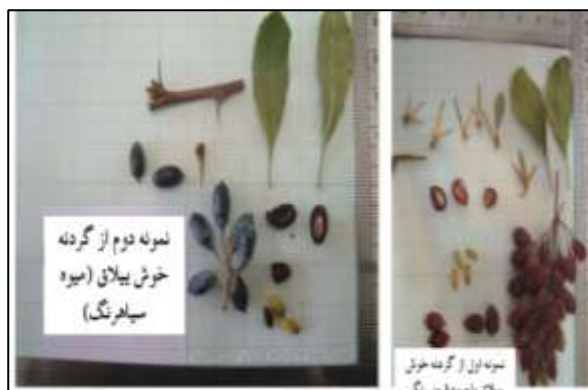 نمونه دوم از گردنه
خوش ییلاق (میوه
سیاهرنگ)
نمونه اول از گردنه خوش